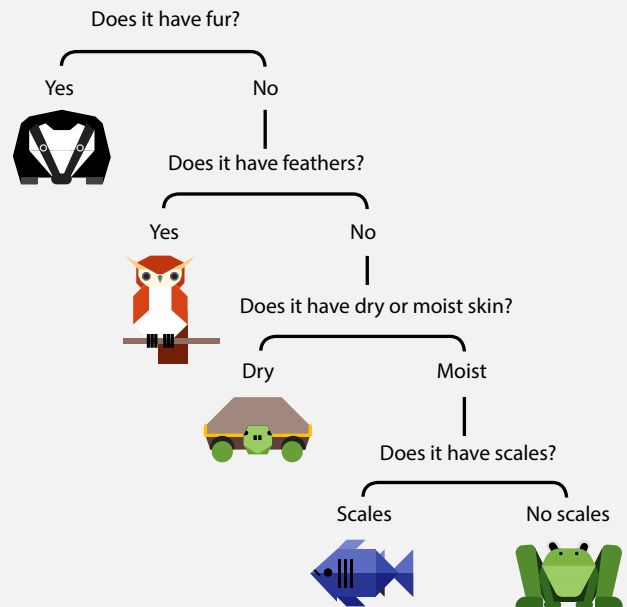 Does it have fur?
Yes
No
Does it have feathers?
Yes
No
Does it have dry or moist skin?
Dry
Moist
Does it have scales?
Scales
No scales